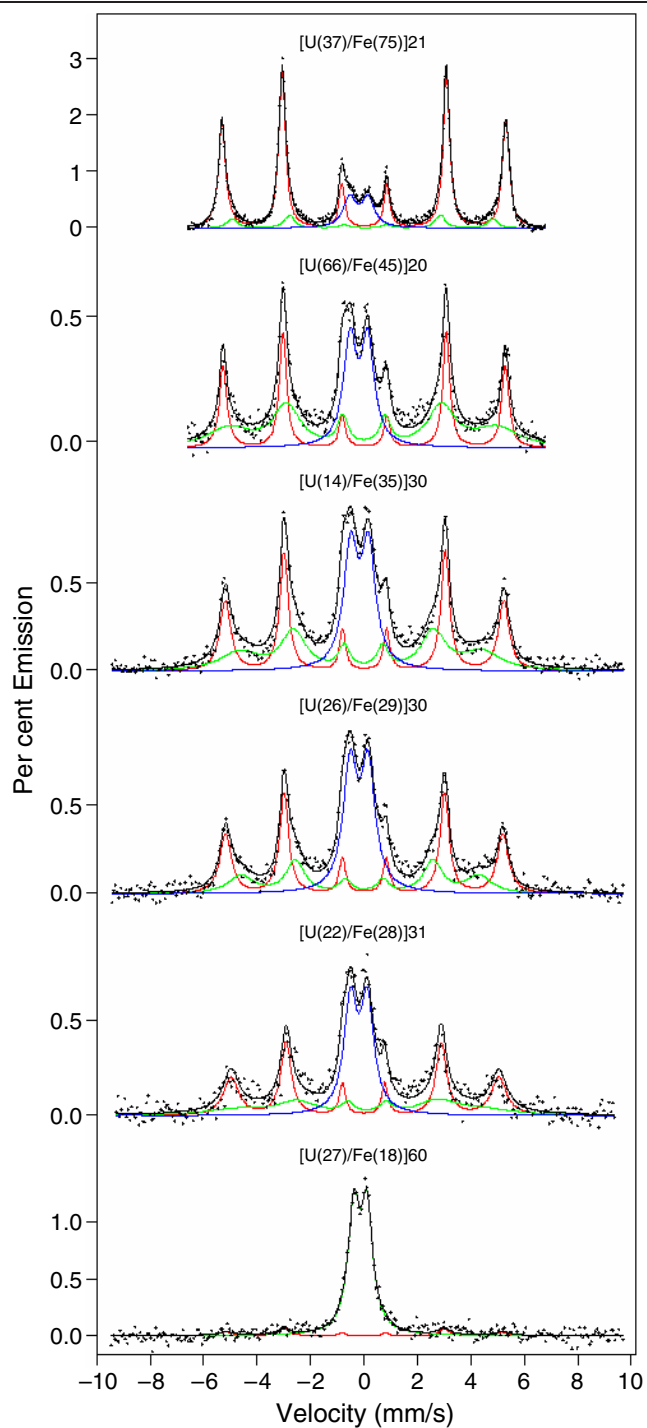 [U(37)/Fe(75)]21
3
2
1
0
[U(66)/Fe(45)]20
0.5
0.0
[U(14)/Fe(35)]30
0.5
0.0
Per cent Emission
[U(26)/Fe(29)]30
0.5
0.0
[U(22)/Fe(28)]31
0.5
0.0
[U(27)/Fe(18)]60
1.0
0.5
0.0
−10 −8 −6 −4 −2 0 2 4 6 8 10
Velocity (mm/s)